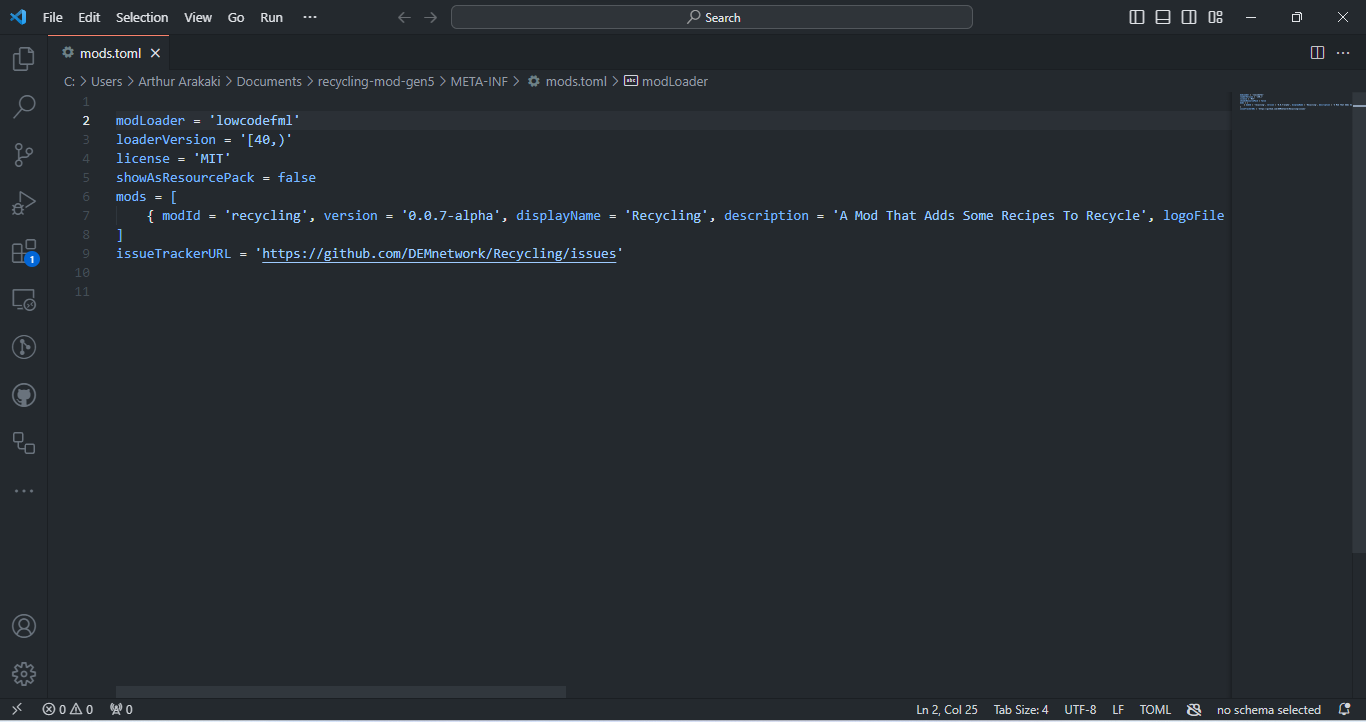 File Edit Selection View Go Run ··· Search
mods.toml
C: > Users > Arthur Arakaki > Documents > recycling-mod-gen5 > META-INF > mods.toml > modLoader
1
2 modLoader = 'lowcodefml'
3 loaderVersion = '[40,)'
4 license = 'MIT'
5 showAsResourcePack = false
6 mods = [
7 { modId = 'recycling', version = '0.0.7-alpha', displayName = 'Recycling', description = 'A Mod That Adds Some Recipes To Recycle', logoFile
8 ]
9 issueTrackerURL = 'https://github.com/DEMnetwork/Recycling/issues'
10
11
1
0 0 0 Ln 2, Col 25 Tab Size: 4 UTF-8 LF TOML no schema selected